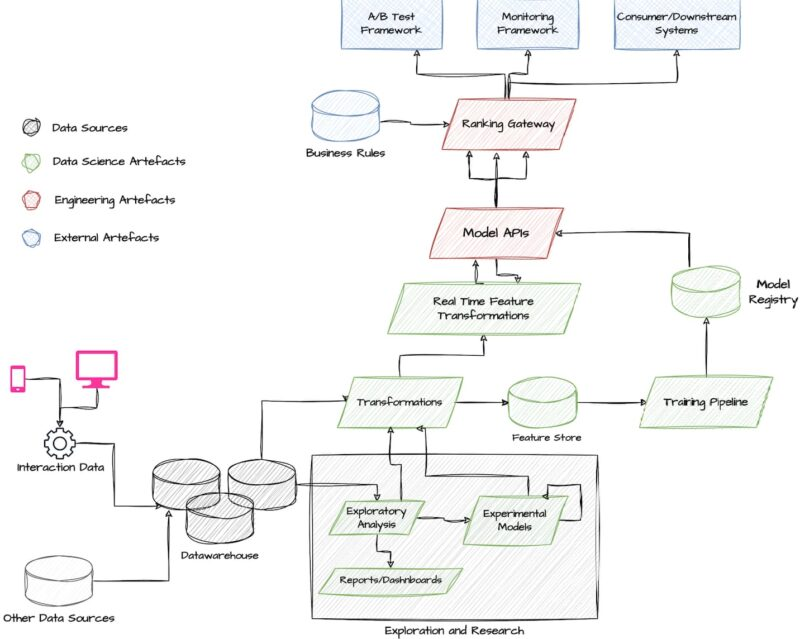 A/B Test
Framework
Monitoring
Framework
Consumer/Downstream
Systems
Business Rules
Ranking Gateway
Data Sources
Data Science Artefacts
Engineering Artefacts
External Artefacts
Model APIs
Real Time Feature
Transformations
Model
Registry
Transformations
Feature Store
Trairing Pipeline
Interaction Data
Datawarehouse
Exploratory
Analysis
Experimental
Models
Reports/Dashnboards
Other Data Sources
Exploration and Research